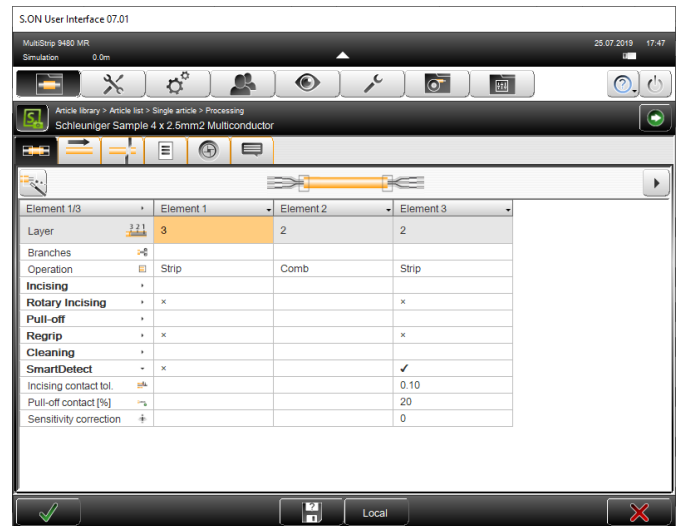 S.ON User Interface 07.01
MultiStrip 9480 MR
25.07.2019 17:47
Simulation 0.0m
Article library > Article list > Single article > Processing
Schleuniger Sample 4 x 2.5mm2 Multiconductor
Element 1/3 Element 1 Element 2 Element 3
Layer 3 2 1 3 2 2
Branches
Operation Strip Comb Strip
Incising
Rotary Incising × ×
Pull-off
Regrip × ×
Cleaning
SmartDetect × ✓
Incising contact tol. 0.10
Pull-off contact [%] 20
Sensitivity correction 0
Local